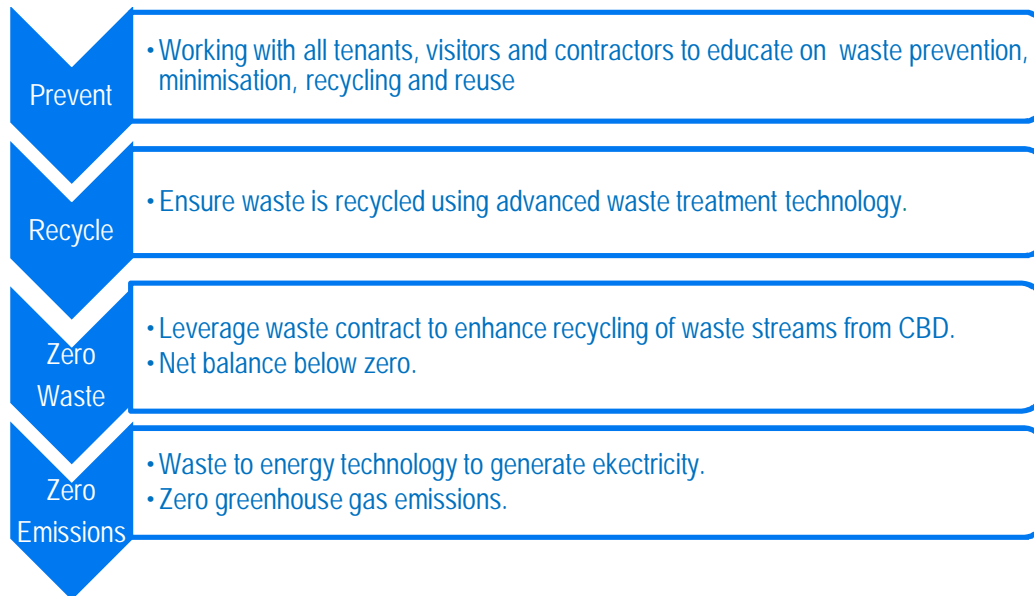 Prevent
• Working with all tenants, visitors and contractors to educate on waste prevention,
minimisation, recycling and reuse
Recycle
• Ensure waste is recycled using advanced waste treatment technology.
Zero
Waste
• Leverage waste contract to enhance recycling of waste streams from CBD.
• Net balance below zero.
Zero
Emissions
• Waste to energy technology to generate ekectricity.
• Zero greenhouse gas emissions.